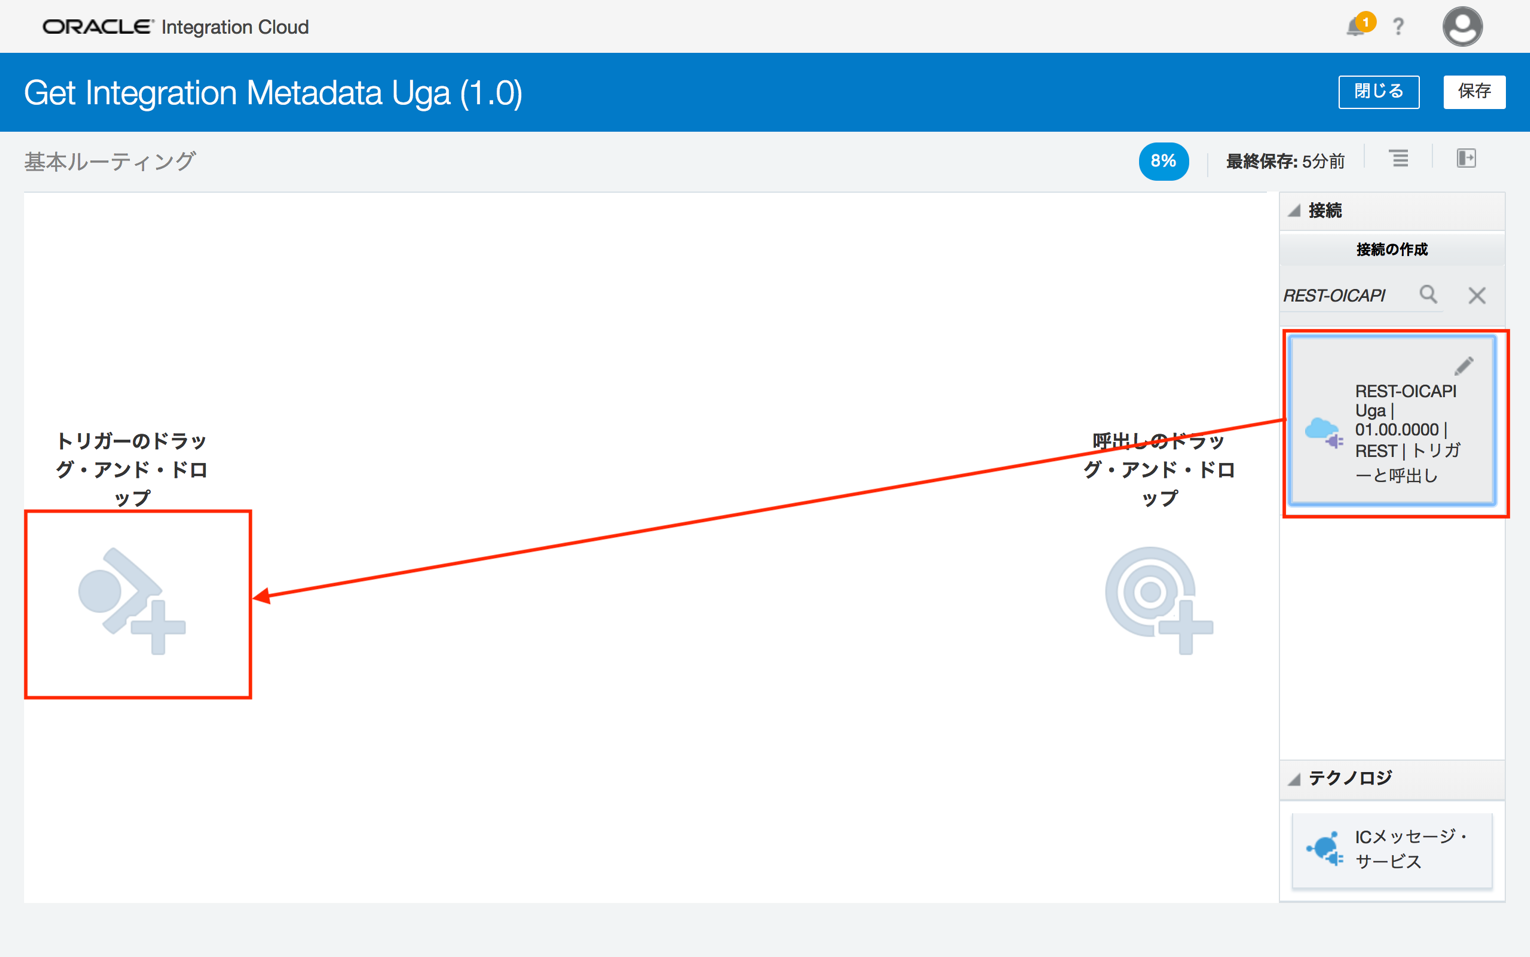 ORACLE Integration Cloud
1
?
Get Integration Metadata Uga (1.0)
閉じる
保存
基本ルーティング
8%
最終保存: 5分前
接続
接続の作成
REST-OICAPI
REST-OICAPI
Uga |
01.00.0000 |
REST | トリガ
ーと呼出し
トリガーのドラッ
グ・アンド・ドロ
ップ
呼出しのドラッ
グ・アンド・ドロ
ップ
テクノロジ
ICメッセージ・
サービス